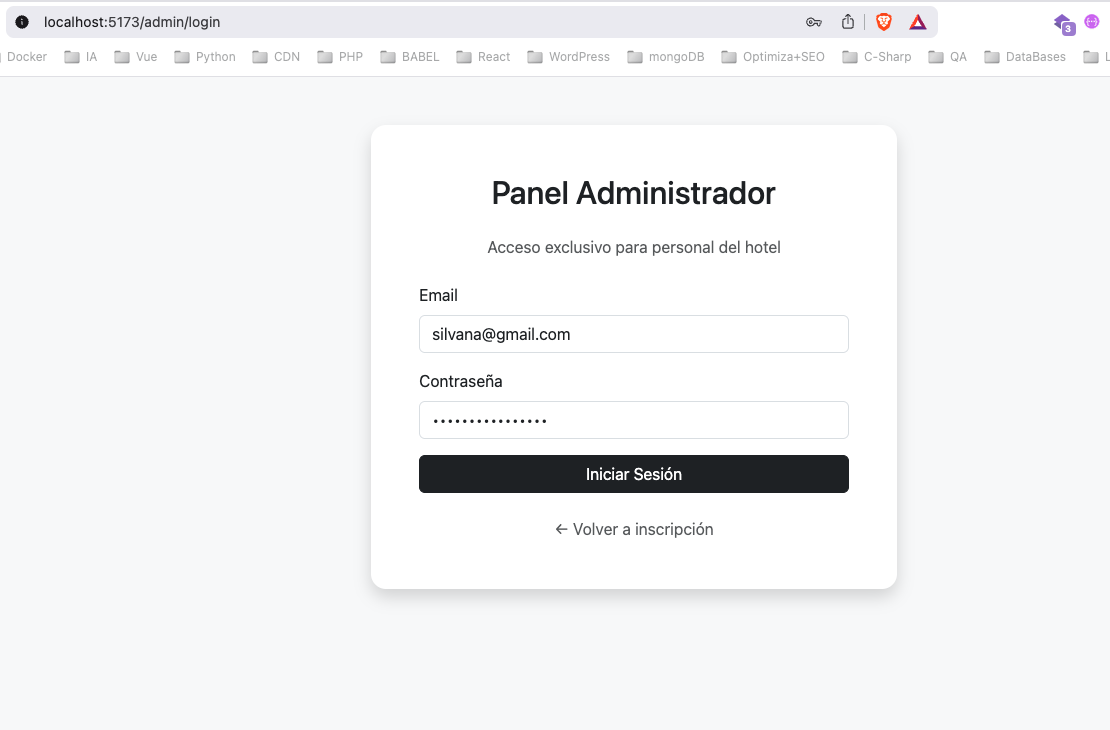 localhost:5173/admin/login
3
Docker IA Vue Python CDN PHP BABEL React WordPress mongoDB Optimiza+SEO C-Sharp QA DataBases
Panel Administrador
Acceso exclusivo para personal del hotel
Email
silvana@gmail.com
Contraseña
••••••••••••••••
Iniciar Sesión
← Volver a inscripción